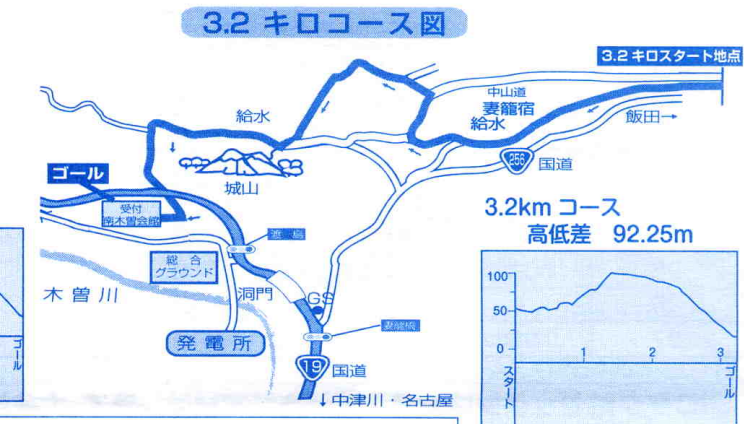 3.2 キロコース図
3.2 キロスタート地点
中山道
妻籠宿
給水
飯田→
256
国道
給水
城山
ゴール
受付
南木曽会館
総合
グラウンド
木曽川
洞門
GS
妻籠橋
発電所
19
国道
↓中津川・名古屋
3.2km コース
高低差 92.25m
100
50
0
1
2
3
スタート
ゴール
ゴール